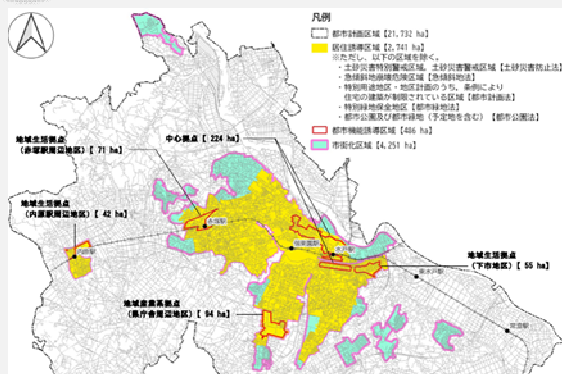 凡例
都市計画区域【21,732 ha】
居住誘導区域【2,741 ha】
※ただし、以下の区域を除く。
・土砂災害特別警戒区域、土砂災害警戒区域【土砂災害防止法】
・急傾斜地崩壊危険区域【急傾斜地法】
・特別用途地区・地区計画のうち、条例により
住宅の建築が制限されている区域【都市計画法】
・特別緑地保全地区【都市緑地法】
・都市公園及び都市緑地(予定地を含む)【都市公園法】
都市機能誘導区域【486 ha】
市街化区域【4,251 ha】
地域生活拠点
(赤塚駅周辺地区)【 71 ha】
中心拠点【 224 ha】
地域生活拠点
(内原駅周辺地区)【 42 ha】
赤塚駅
内原駅
偕楽園駅
水戸駅
地域生活拠点
(下市地区)【 55 ha】
東水戸駅
常澄駅
地域産業系拠点
(県庁舎周辺地区)【 94 ha】